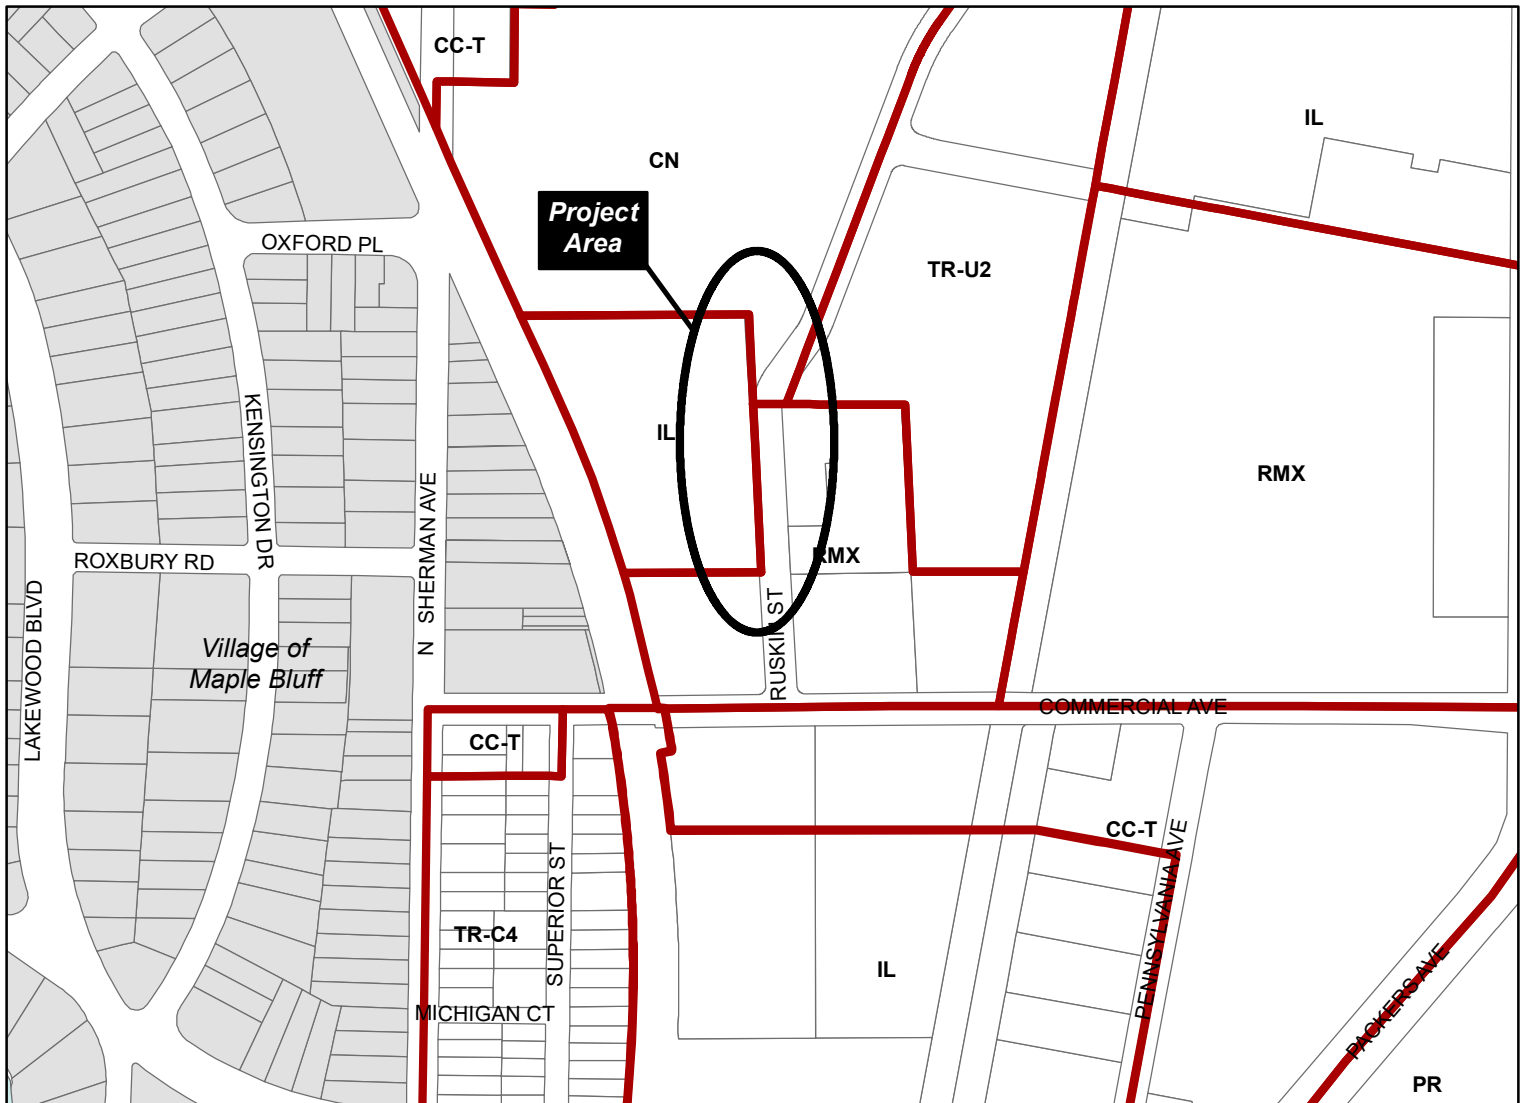 CC-T
IL
CN
Project
Area
OXFORD PL
TR-U2
KENSINGTON DR
IL
RMX
N SHERMAN AVE
ROXBURY RD
RMX
LAKEWOOD BLVD
Village of
Maple Bluff
RUSKIN ST
COMMERCIAL AVE
CC-T
CC-T
PENNSYLVANIA AVE
SUPERIOR ST
TR-C4
IL
PACKERS AVE
MICHIGAN CT
PR